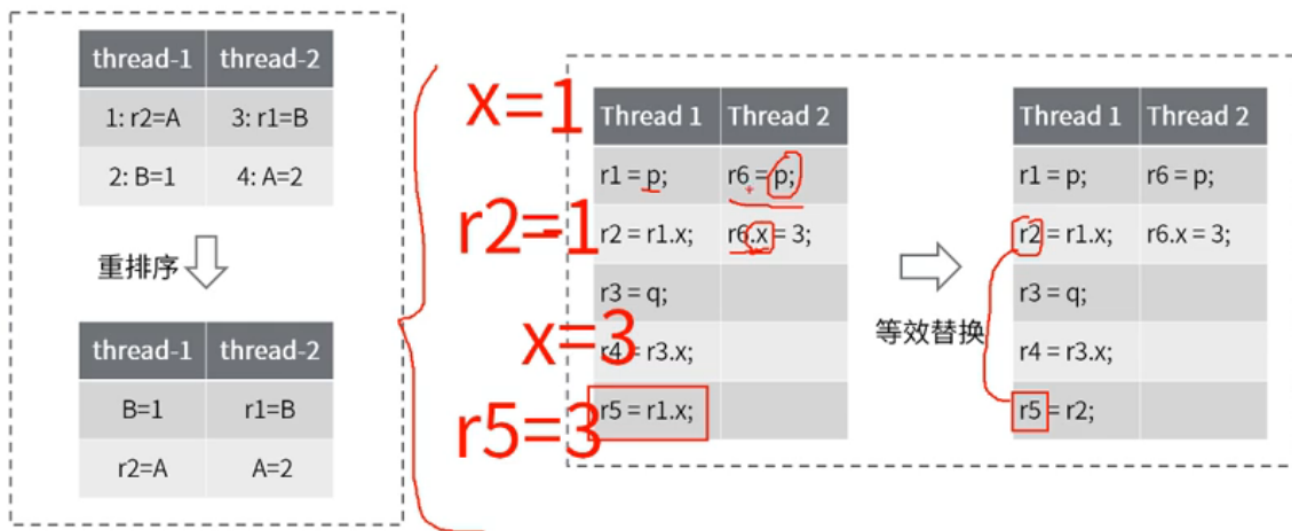 thread-1 thread-2
1: r2=A 3: r1=B
2: B=1 4: A=2
重排序
thread-1 thread-2
B=1 r1=B
r2=A A=2
x=1
r2=1
x=3
r5=3
Thread 1 Thread 2
r1 = p; r6 = p;
r2 = r1.x; r6.x = 3;
r3 = q;
r4 = r3.x;
r5 = r1.x;
等效替换
Thread 1 Thread 2
r1 = p; r6 = p;
r2 = r1.x; r6.x = 3;
r3 = q;
r4 = r3.x;
r5 = r2;